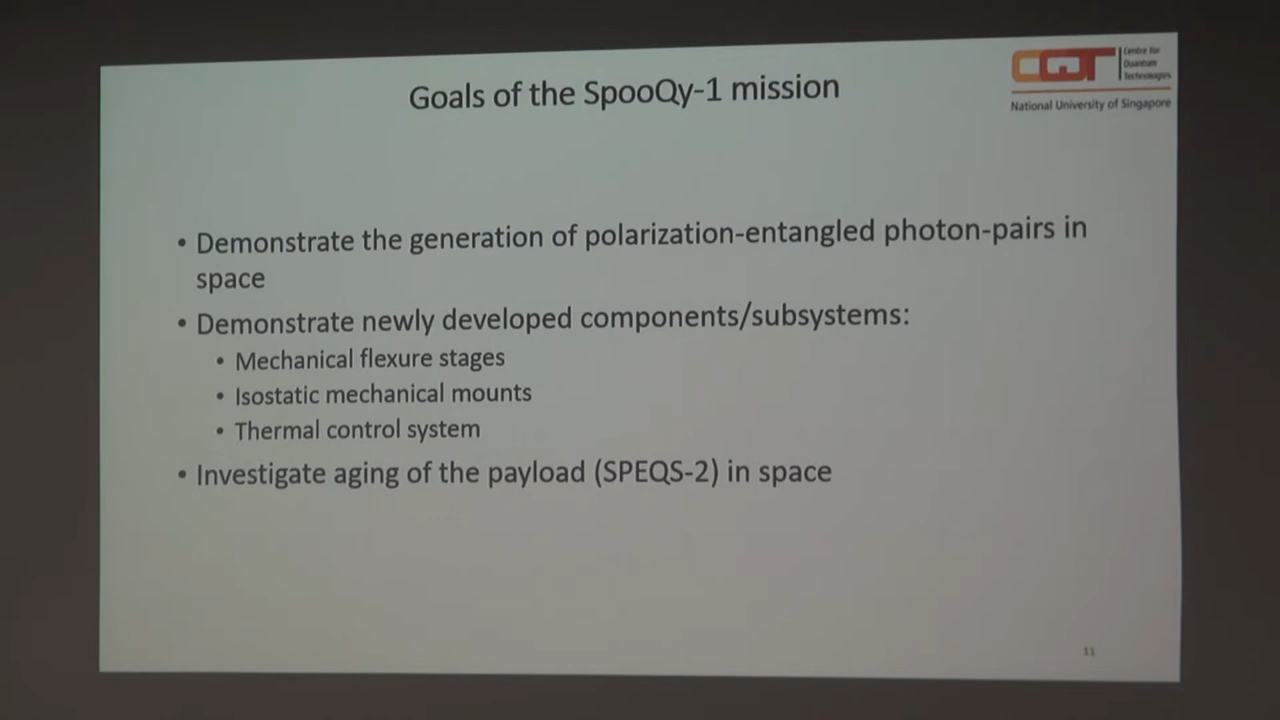 Goals of the SpooQy-1 mission
CQT
Centre for
Quantum
Technologies
National University of Singapore
• Demonstrate the generation of polarization-entangled photon-pairs in
space
• Demonstrate newly developed components/subsystems:
• Mechanical flexure stages
• Isostatic mechanical mounts
• Thermal control system
• Investigate aging of the payload (SPEQS-2) in space
11